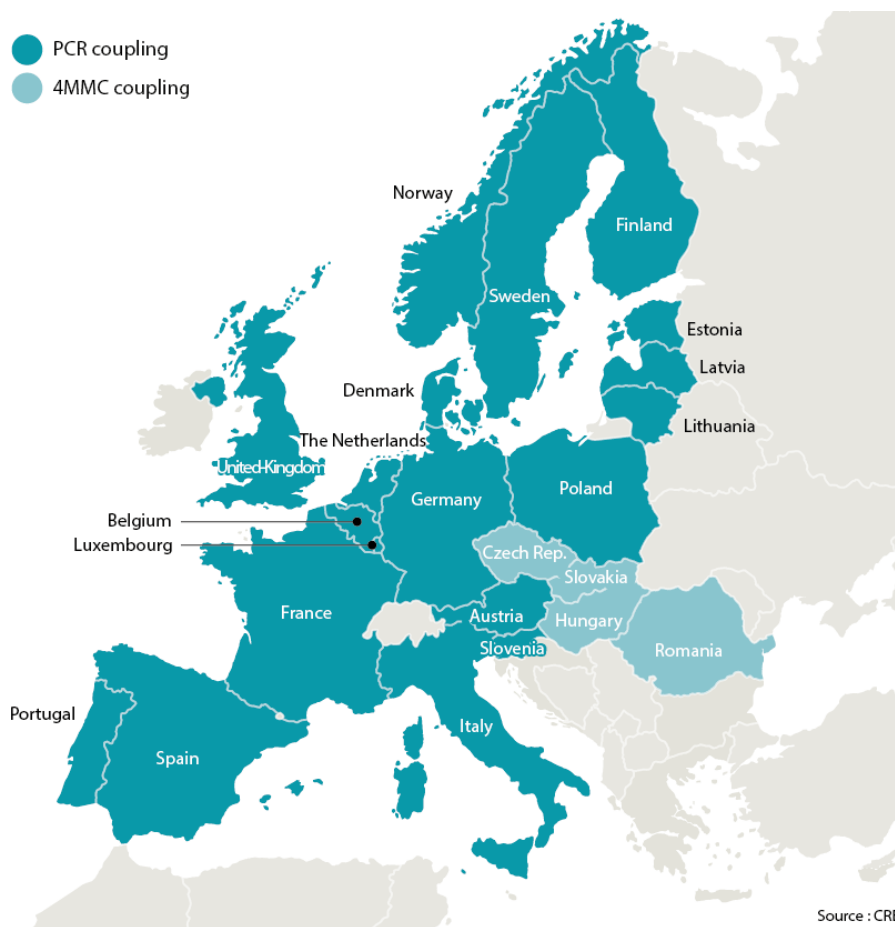 PCR coupling
4MMC coupling
Norway
Finland
Sweden
Estonia
Latvia
Denmark
Lithuania
The Netherlands
United-Kingdom
Germany
Poland
Belgium
Luxembourg
Czech Rep.
Slovakia
France
Austria
Hungary
Slovenia
Romania
Portugal
Italy
Spain
Source : CRE